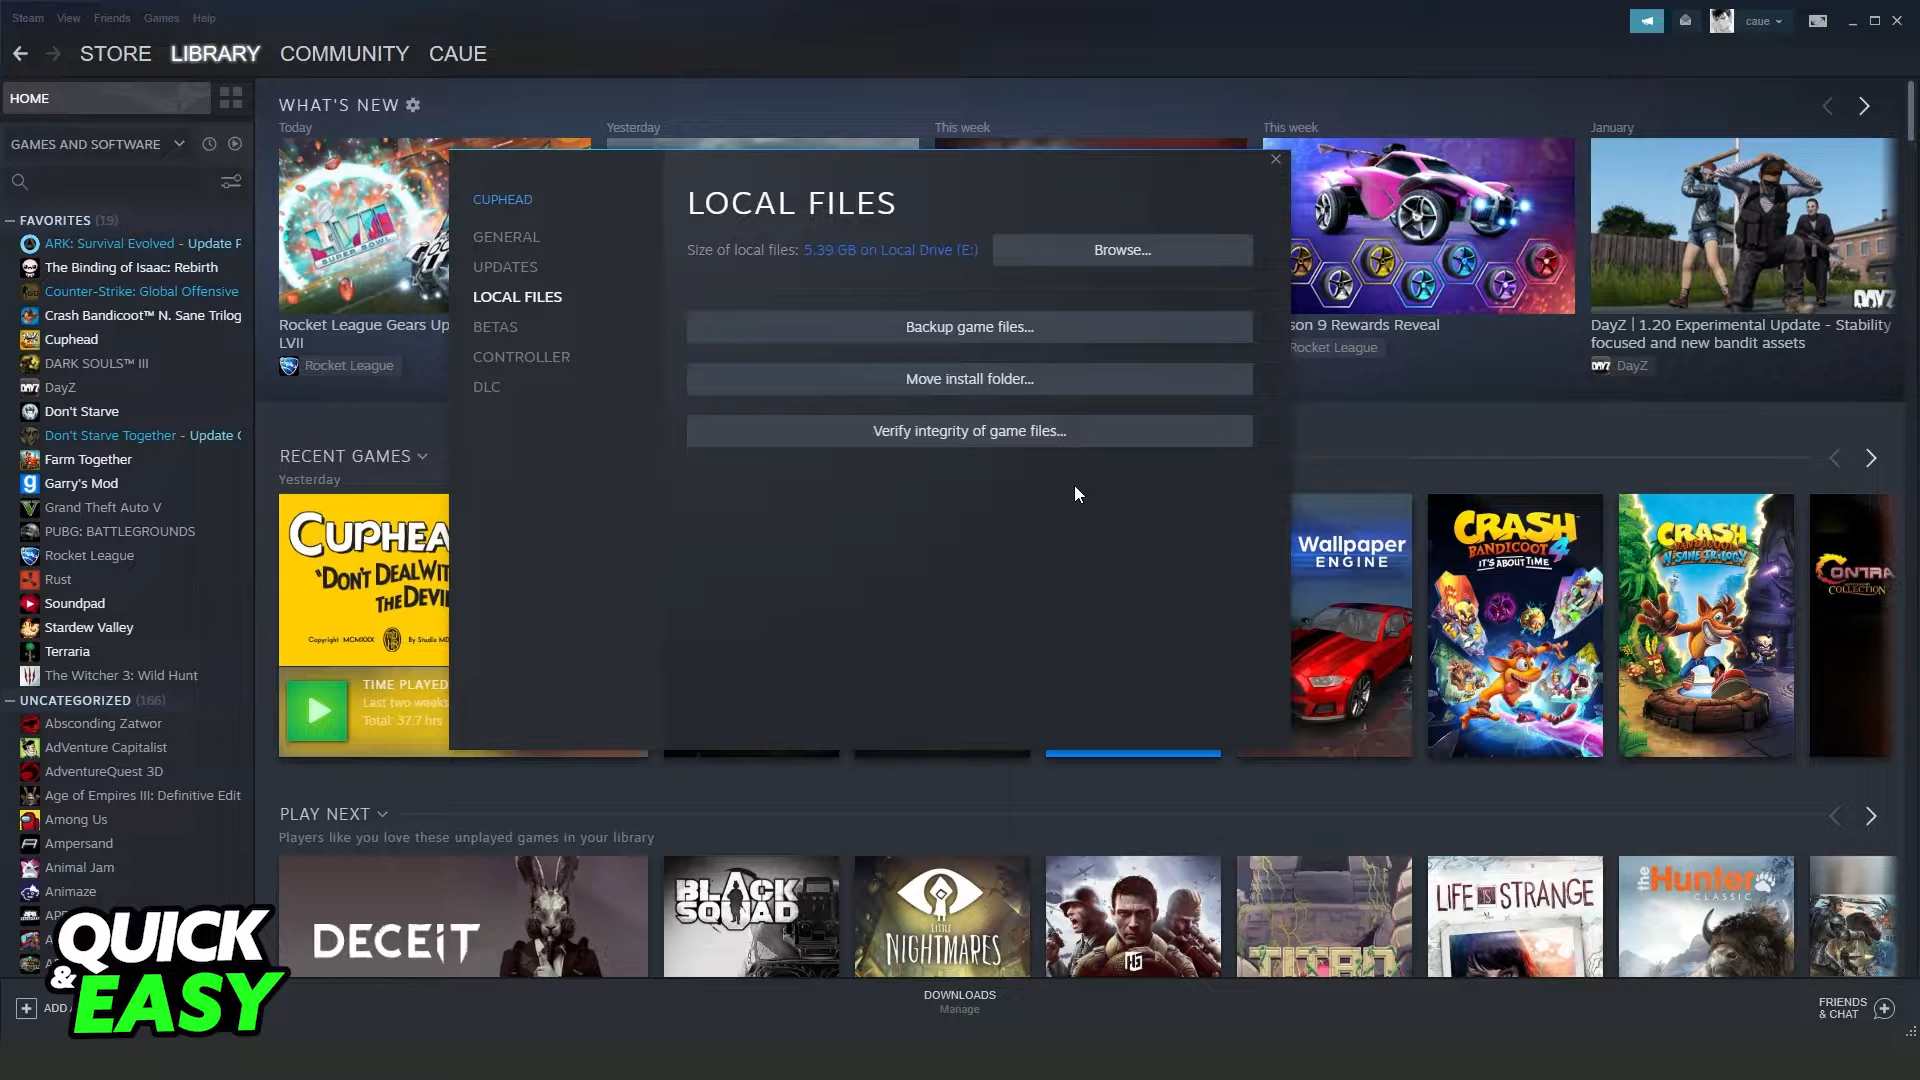 Steam View Friends Games Help
caue
STORE LIBRARY COMMUNITY CAUE
HOME
GAMES AND SOFTWARE
FAVORITES (19)
ARK: Survival Evolved - Update P
The Binding of Isaac: Rebirth
Counter-Strike: Global Offensive
Crash Bandicoot™ N. Sane Trilog
Cuphead
DARK SOULS™ III
DayZ
Don't Starve
Don't Starve Together - Update
Farm Together
Garry's Mod
Grand Theft Auto V
PUBG: BATTLEGROUNDS
Rocket League
Rust
Soundpad
Stardew Valley
Terraria
The Witcher 3: Wild Hunt
UNCATEGORIZED (166)
Absconding Zatwor
AdVenture Capitalist
AdventureQuest 3D
Age of Empires III: Definitive Edit
Among Us
Ampersand
Animal Jam
Animaze
QUICK
& EASY
ADD
WHAT'S NEW
Today
Yesterday
This week
This week
January
SUPER BOWL
Rocket League Gears Up
LVII
Rocket League
son 9 Rewards Reveal
Rocket League
DAYZ
DayZ | 1.20 Experimental Update - Stability
focused and new bandit assets
DayZ
CUPHEAD
GENERAL
UPDATES
LOCAL FILES
BETAS
CONTROLLER
DLC
LOCAL FILES
Size of local files: 5.39 GB on Local Drive (E:)
Browse...
Backup game files...
Move install folder...
Verify integrity of game files...
RECENT GAMES
Yesterday
CUPHEA
"DON'T DEAL WIT
THE DEVI
Copyright MCMXXX By Studio MD
TIME PLAYED
Last two weeks
Total: 37.7 hrs
Wallpaper
ENGINE
CRASH
BANDICOOT 4
IT'S ABOUT TIME
CRASH
BANDICOOT
N. SANE TRILOGY
CONTRA
COLLECTION
PLAY NEXT
Players like you love these unplayed games in your library
DECEIT
BLACK
SQUAD
LITTLE
NIGHTMARES
LIFE IS STRANGE
theHunter
CLASSIC
DOWNLOADS
Manage
FRIENDS
& CHAT